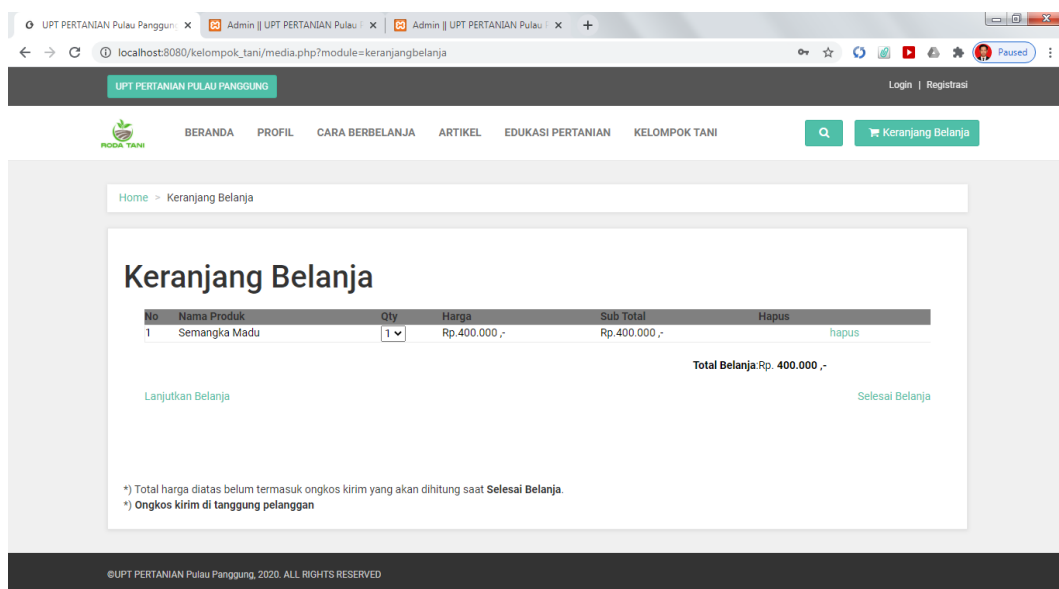 UPT PERTANIAN Pulau Panggung Admin || UPT PERTANIAN Pulau Admin || UPT PERTANIAN Pulau
localhost:8080/kelompok_tani/media.php?module=keranjangbelanja Paused
UPT PERTANIAN PULAU PANGGUNG Login | Registrasi
RODA TANI BERANDA PROFIL CARA BERBELANJA ARTIKEL EDUKASI PERTANIAN KELOMPOK TANI Keranjang Belanja
Home > Keranjang Belanja
Keranjang Belanja
No Nama Produk Qty Harga Sub Total Hapus
1 Semangka Madu 1 Rp.400.000 ,- Rp.400.000 ,- hapus
Total Belanja:Rp. 400.000 ,-
Lanjutkan Belanja Selesai Belanja
*) Total harga diatas belum termasuk ongkos kirim yang akan dihitung saat Selesai Belanja.
*) Ongkos kirim di tanggung pelanggan
©UPT PERTANIAN Pulau Panggung, 2020. ALL RIGHTS RESERVED